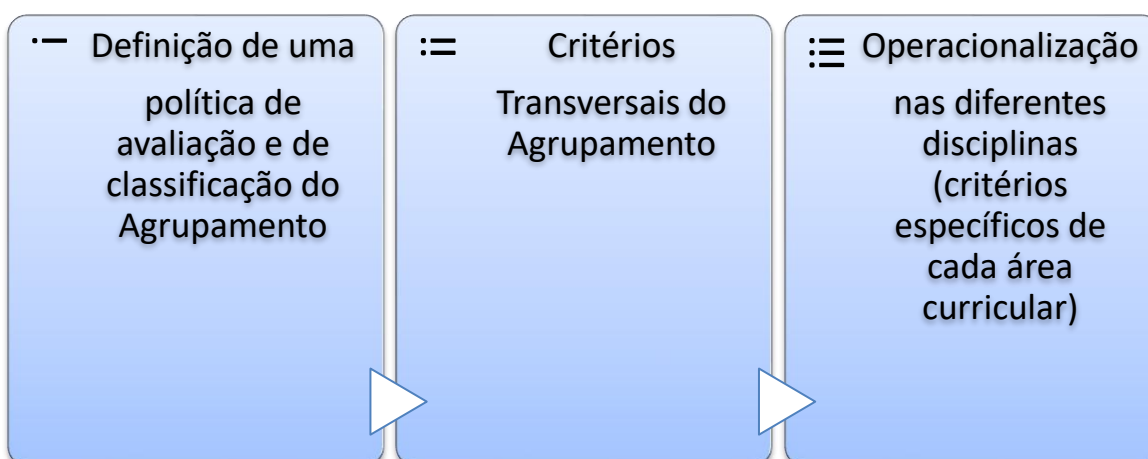 Definição de uma
política de
avaliação e de
classificação do
Agrupamento
Critérios
Transversais do
Agrupamento
Operacionalização
nas diferentes
disciplinas
(critérios
específicos de
cada área
curricular)